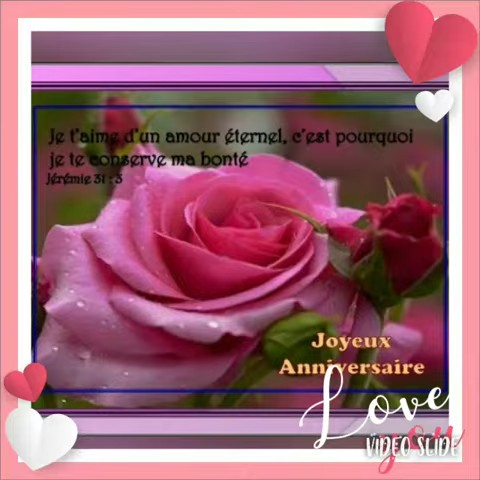 Je t'aime d'un amour éternel, c'est pourquoi
je te conserve ma bonté
Jérémie 31 : 3
Joyeux
Anniversaire
Love
you
VIDEO SLIDE